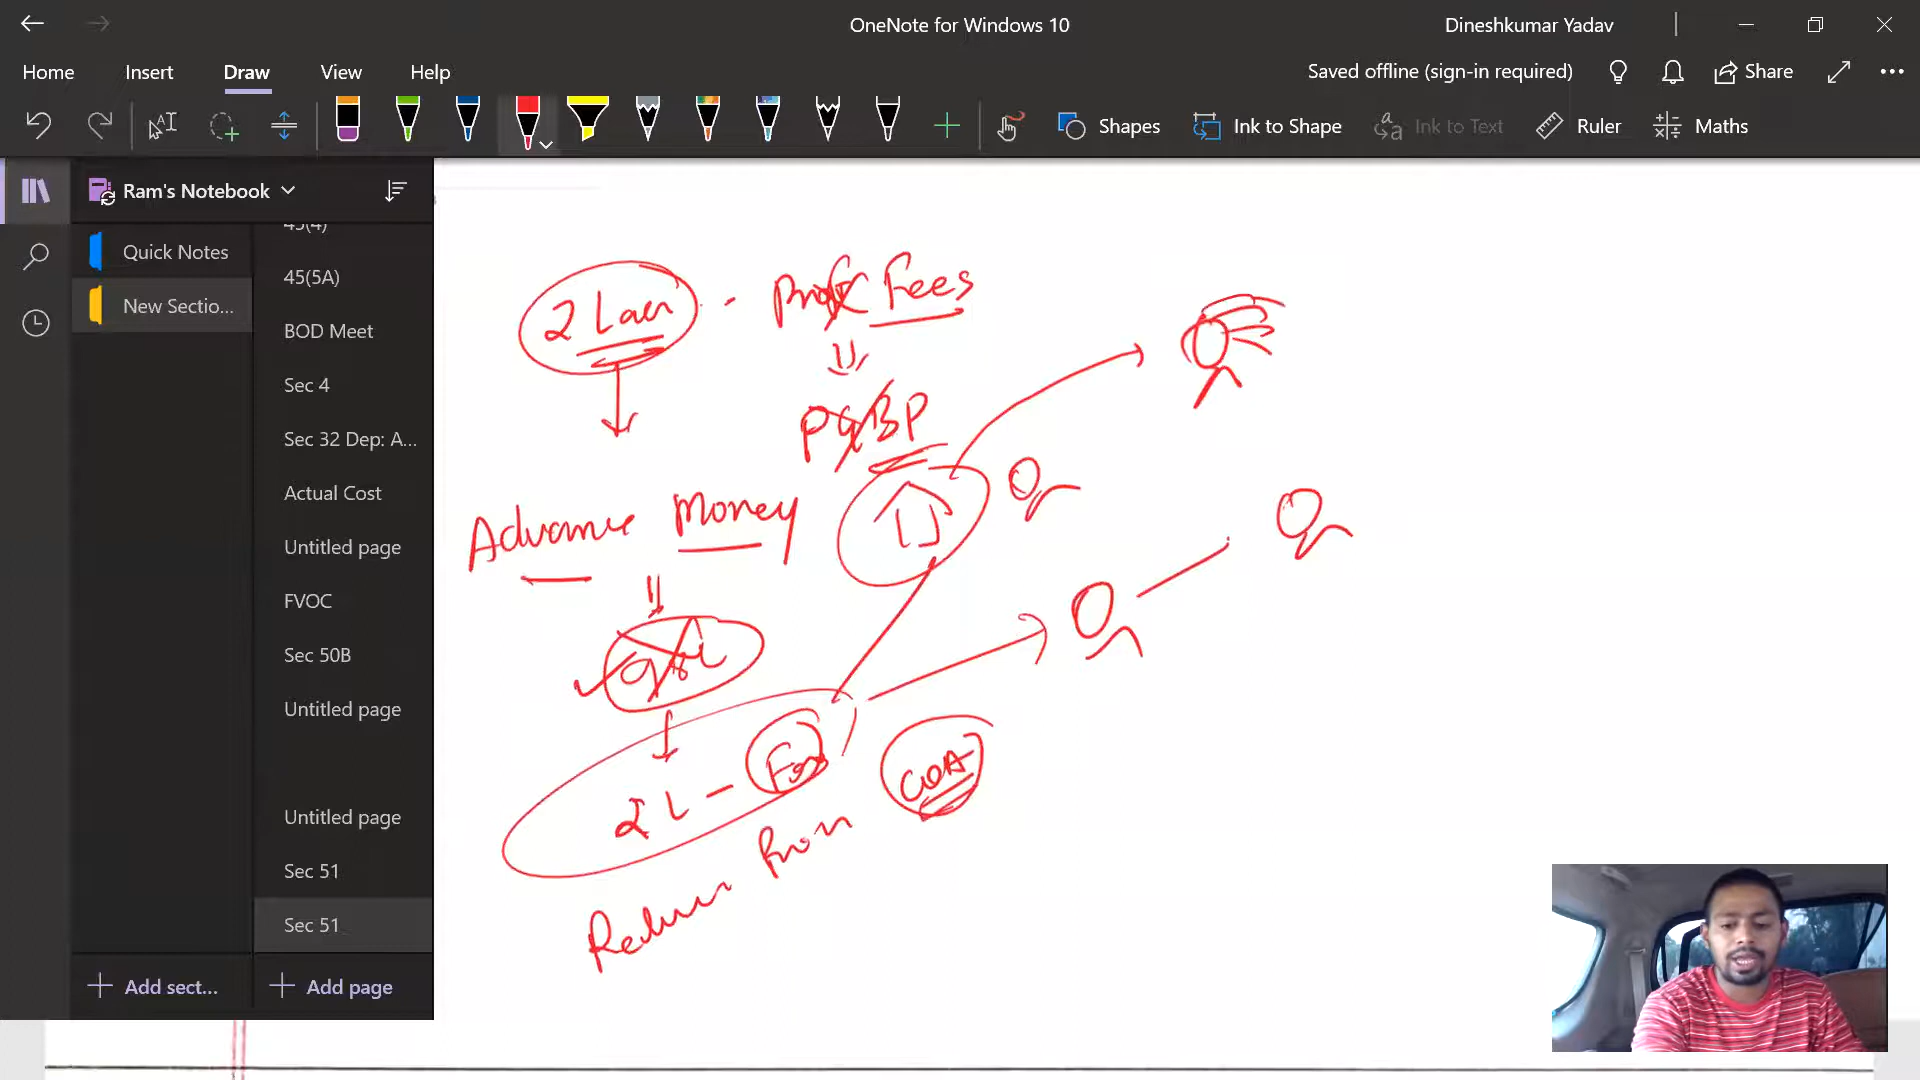 OneNote for Windows 10
Dineshkumar Yadav
Home Insert Draw View Help
Saved offline (sign-in required)
Share
Shapes
Ink to Shape
Ink to Text
Ruler
Maths
Ram's Notebook
Quick Notes
New Sectio...
45(4)
45(5A)
BOD Meet
Sec 4
Sec 32 Dep: A...
Actual Cost
Untitled page
FVOC
Sec 50B
Untitled page
Untitled page
Sec 51
Sec 51
Add sect...
Add page
2 Lacs - Fees
PGBP
Advance Money
2 L -
COA
from